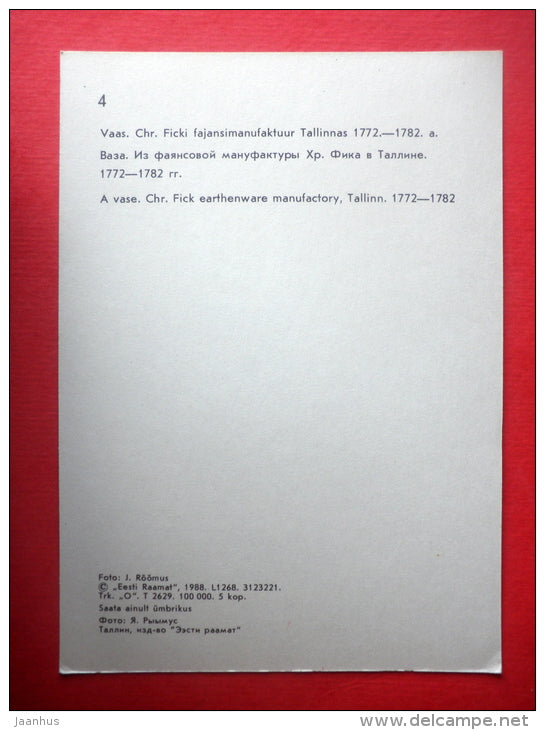 4
Vaas. Chr. Ficki fajansimanufaktuur Tallinnas 1772.—1782. a.
Ваза. Из фаянсовой мануфактуры Хр. Фика в Таллине.
1772—1782 гг.
A vase. Chr. Fick earthenware manufactory, Tallinn. 1772—1782
Foto: J. Rõõmus
© „Eesti Raamat“, 1988. L1268. 3123221.
Trk. „O“. T 2629. 100 000. 5 kop.
Saata ainult ümbrikus
Фото: Я. Рыымус
Таллин, изд-во "Ээсти раамат"
jaanhus
www.delcampe.net